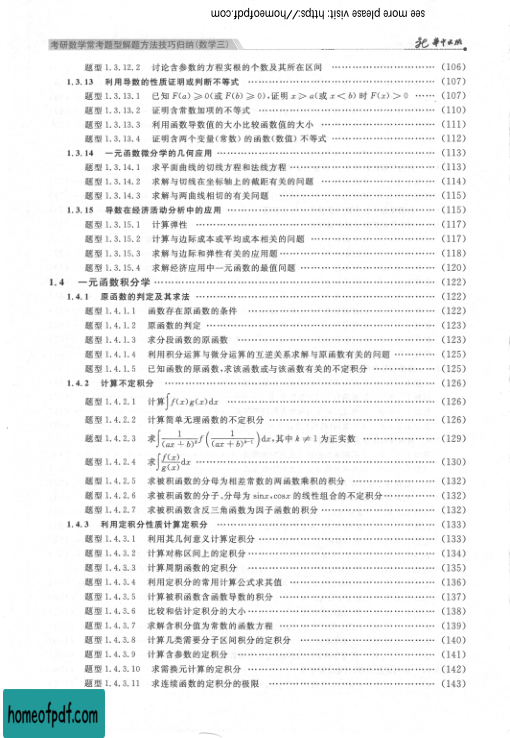 see more please visit: https://homeofpdf.com
考研数学常考题型解题方法技巧归纳(数学三)
题型 1.3.12.2 讨论含参数的方程实根的个数及其所在区间 (106)
1.3.13 利用导数的性质证明或判断不等式 (107)
题型 1.3.13.1 已知 F(a) ≥ 0(或 F(b) ≥ 0),证明 x > a(或 x < b) 时 F(x) > 0 (107)
题型 1.3.13.2 证明含常数加项的不等式 (110)
题型 1.3.13.3 利用函数导数值的大小比较函数值的大小 (111)
题型 1.3.13.4 证明含两个变量(常数) 的函数(数值) 不等式 (112)
1.3.14 一元函数微分学的几何应用 (113)
题型 1.3.14.1 求平面曲线的切线方程和法线方程 (113)
题型 1.3.14.2 求解与切线在坐标轴上的截距有关的问题 (114)
题型 1.3.14.3 求解与两曲线相切的有关问题 (115)
1.3.15 导数在经济活动分析中的应用 (115)
题型 1.3.15.1 计算弹性 (117)
题型 1.3.15.2 计算与边际成本或平均成本相关的问题 (117)
题型 1.3.15.3 求解与边际和弹性有关的应用题 (118)
题型 1.3.15.4 求解经济应用中一元函数的最值问题 (120)
1.4 一元函数积分学 (122)
1.4.1 原函数的判定及其求法 (122)
题型 1.4.1.1 函数存在原函数的条件 (122)
题型 1.4.1.2 原函数的判定 (123)
题型 1.4.1.3 求分段函数的原函数 (123)
题型 1.4.1.4 利用积分运算与微分运算的互逆关系求解与原函数有关的问题 (125)
题型 1.4.1.5 已知函数的原函数,求该函数或与该函数有关的不定积分 (125)
1.4.2 计算不定积分 (126)
题型 1.4.2.1 计算∫f(x)g(x)dx (126)
题型 1.4.2.2 计算简单无理函数的不定积分 (126)
题型 1.4.2.3 求∫1/(ax+b)^k f(1/(ax+b)^(k-1))dx,其中 k ≠ 1 为正实数 (129)
题型 1.4.2.4 求∫f(x)/g(x)dx (130)
题型 1.4.2.5 求被积函数的分母为相差常数的两函数乘积的积分 (132)
题型 1.4.2.6 求被积函数的分子、分母为 sinx,cosx 的线性组合的不定积分 (132)
题型 1.4.2.7 求被积函数含反三角函数为因子函数的积分 (132)
1.4.3 利用定积分性质计算定积分 (133)
题型 1.4.3.1 利用其几何意义计算定积分 (133)
题型 1.4.3.2 计算对称区间上的定积分 (134)
题型 1.4.3.3 计算周期函数的定积分 (135)
题型 1.4.3.4 利用定积分的常用计算公式求其值 (136)
题型 1.4.3.5 计算被积函数含函数导数的积分 (137)
题型 1.4.3.6 比较和估计定积分的大小 (138)
题型 1.4.3.7 求解含积分值为常数的函数方程 (139)
题型 1.4.3.8 计算几类需要分子区间积分的定积分 (140)
题型 1.4.3.9 计算含参数的定积分 (141)
题型 1.4.3.10 求需换元计算的定积分 (142)
题型 1.4.3.11 求连续函数的定积分的极限 (143)
homeofpdf.com